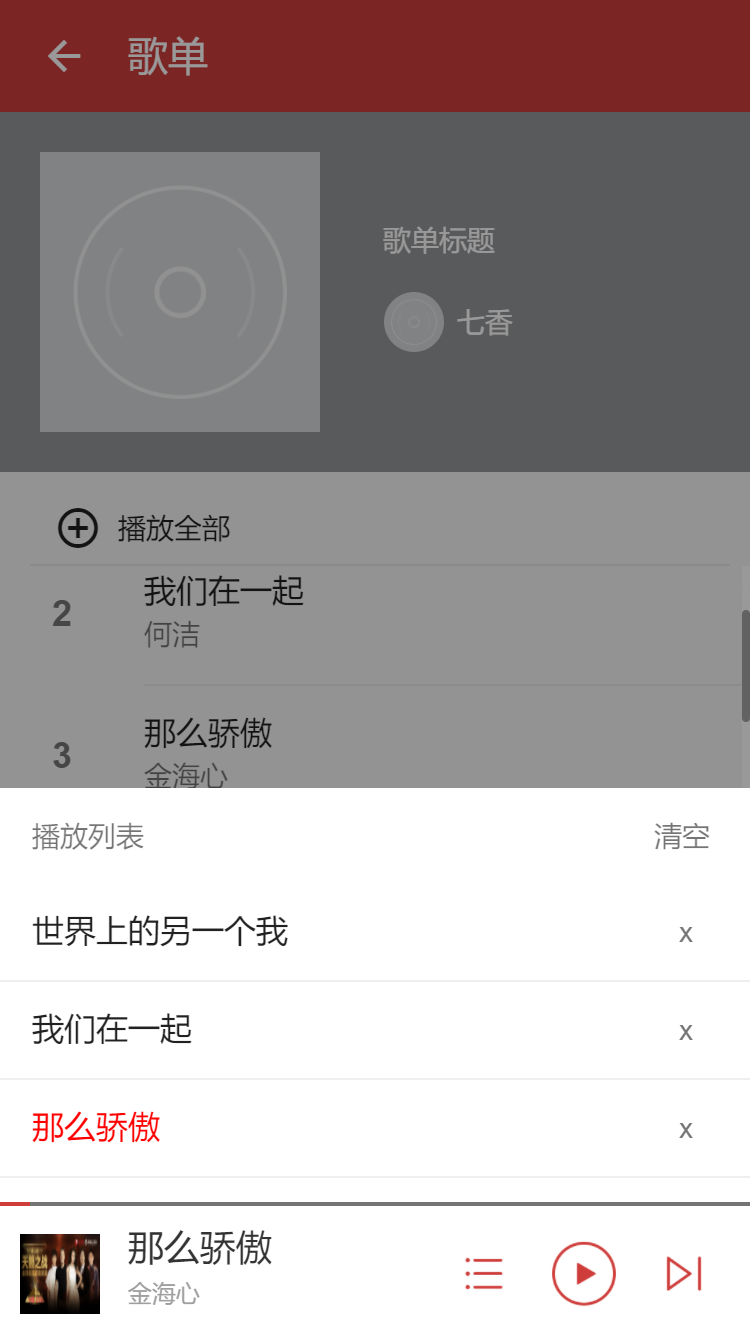 歌单
歌单标题
七香
播放全部
2
我们在一起
何洁
3
那么骄傲
金海心
播放列表
清空
世界上的另一个我
x
我们在一起
x
那么骄傲
x
那么骄傲
金海心